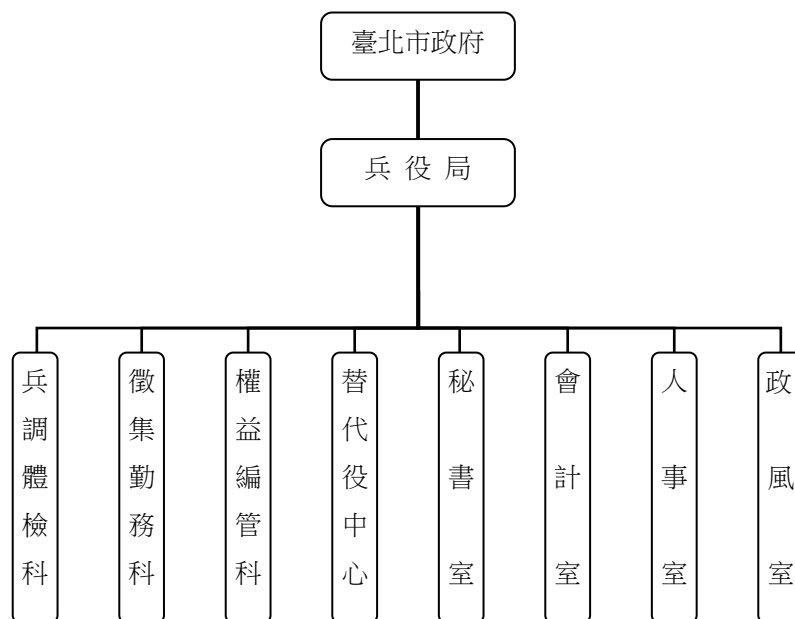 臺北市政府
兵役局
兵調體檢科
徵集勤務科
權益編管科
替代役中心
秘書室
會計室
人事室
政風室